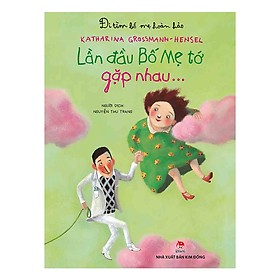 Đi tìm bố mẹ hoàn hảo
KATHARINA GROSSMANN-HENSEL
Lần đầu Bố Mẹ tớ
gặp nhau...
NGƯỜI DỊCH
NGUYỄN THU TRANG
NHÀ XUẤT BẢN KIM ĐỒNG